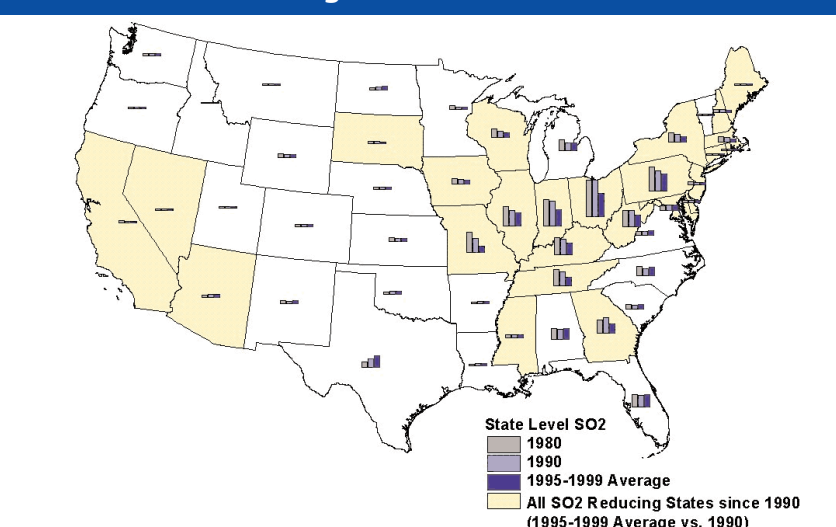 State Level SO2
1980
1990
1995-1999 Average
All SO2 Reducing States since 1990
(1995-1999 Average vs. 1990)